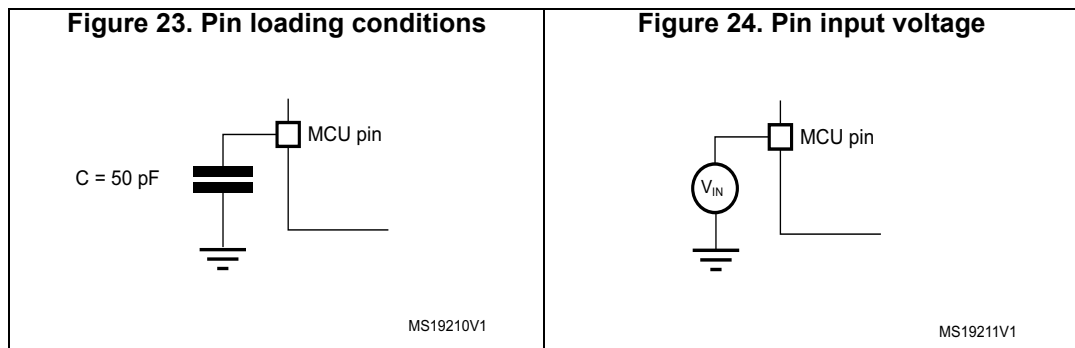 Figure 23. Pin loading conditions
MCU pin
C = 50 pF
MS19210V1
Figure 24. Pin input voltage
MCU pin
VIN
MS19211V1